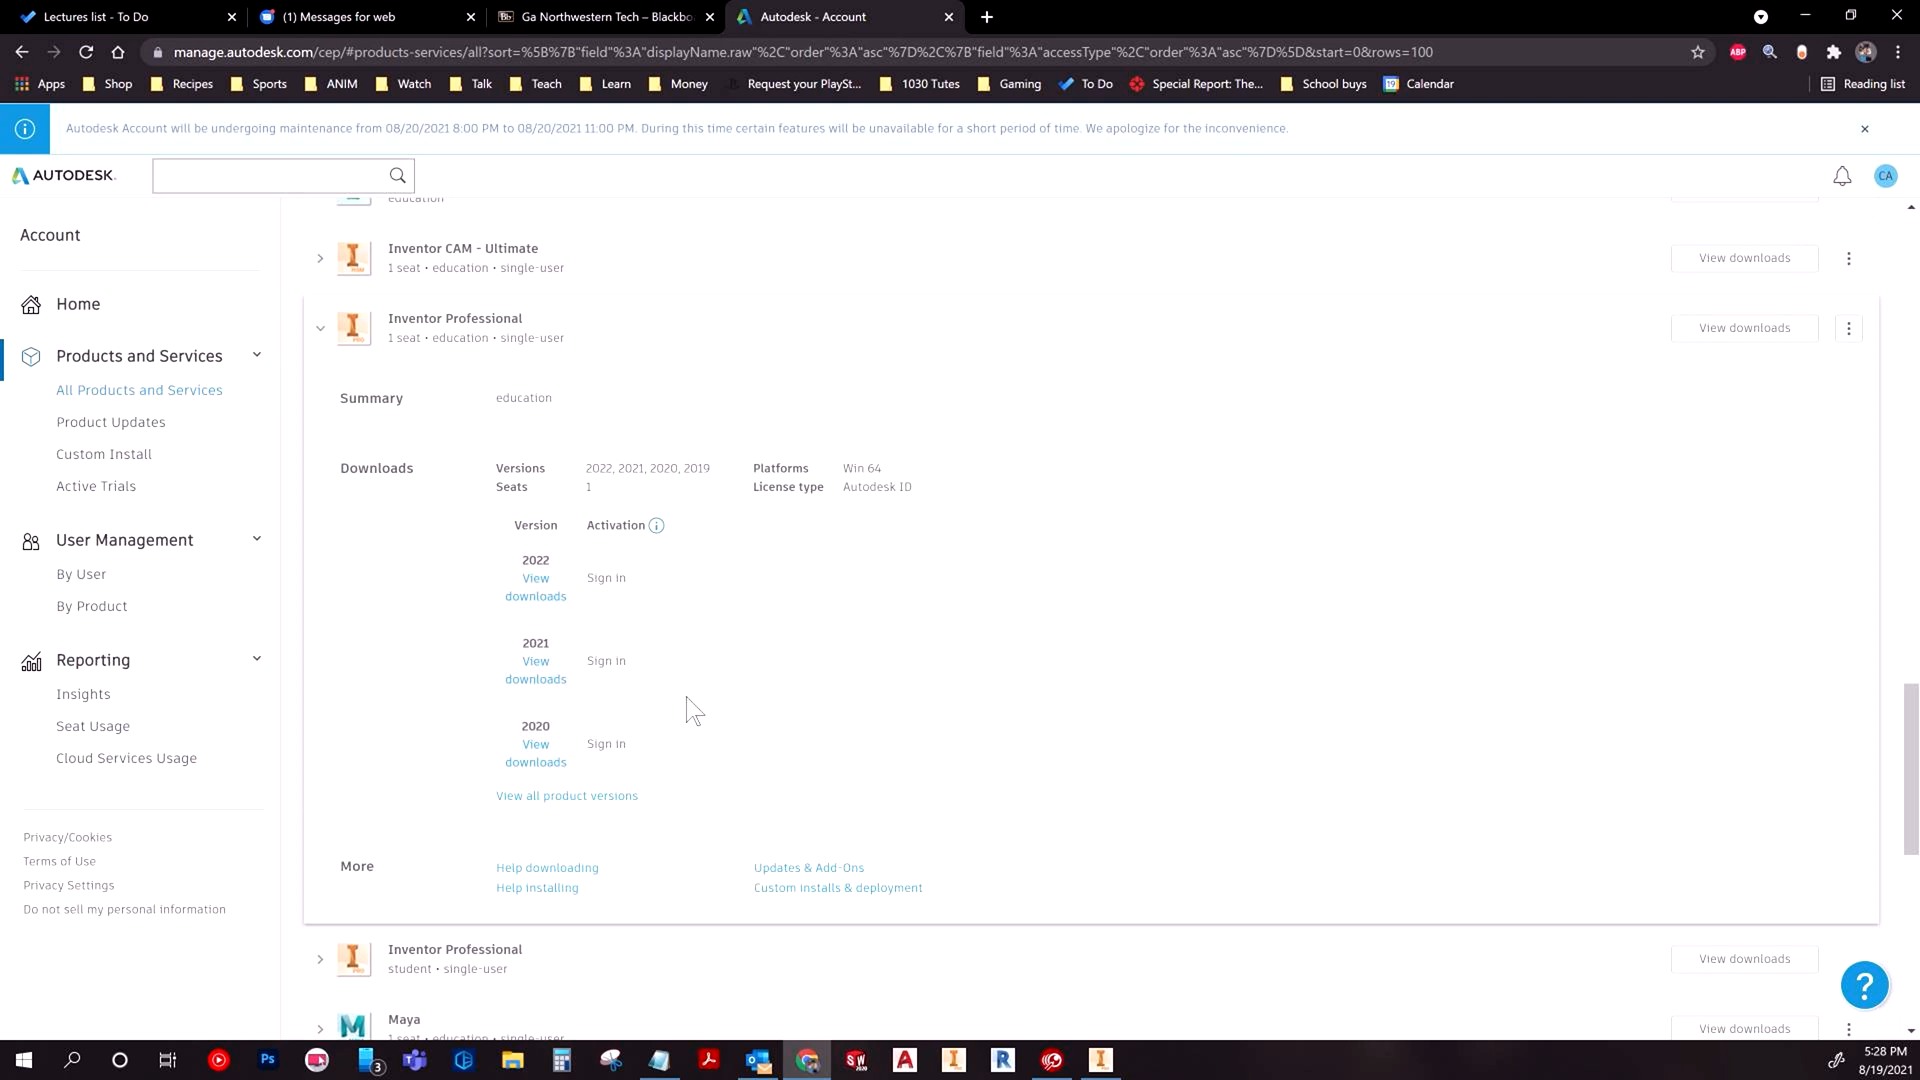 Lectures list - To Do
(1) Messages for web
Ga Northwestern Tech – Blackbo
Autodesk - Account
manage.autodesk.com/cep/#products-services/all?sort=%5B%7B"field"%3A"displayName.raw"%2C"order"%3A"asc"%7D%2C%7B"field"%3A"accessType"%2C"order"%3A"asc"%7D%5D&start=0&rows=100
Apps Shop Recipes Sports ANIM Watch Talk Teach Learn Money Request your PlaySt... 1030 Tutes Gaming To Do Special Report: The... School buys Calendar Reading list
Autodesk Account will be undergoing maintenance from 08/20/2021 8:00 PM to 08/20/2021 11:00 PM. During this time certain features will be unavailable for a short period of time. We apologize for the inconvenience.
AUTODESK.
CA
Account
Home
Products and Services
All Products and Services
Product Updates
Custom Install
Active Trials
User Management
By User
By Product
Reporting
Insights
Seat Usage
Cloud Services Usage
Privacy/Cookies
Terms of Use
Privacy Settings
Do not sell my personal information
education
Inventor CAM - Ultimate
1 seat • education • single-user
View downloads
Inventor Professional
1 seat • education • single-user
View downloads
Summary education
Downloads Versions 2022, 2021, 2020, 2019 Platforms Win 64
Seats 1 License type Autodesk ID
Version Activation
2022
View downloads
Sign in
2021
View downloads
Sign in
2020
View downloads
Sign in
View all product versions
More Help downloading Updates & Add-Ons
Help installing Custom installs & deployment
Inventor Professional
student • single-user
View downloads
Maya
1 seat • education • single-user
View downloads
5:28 PM
8/19/2021